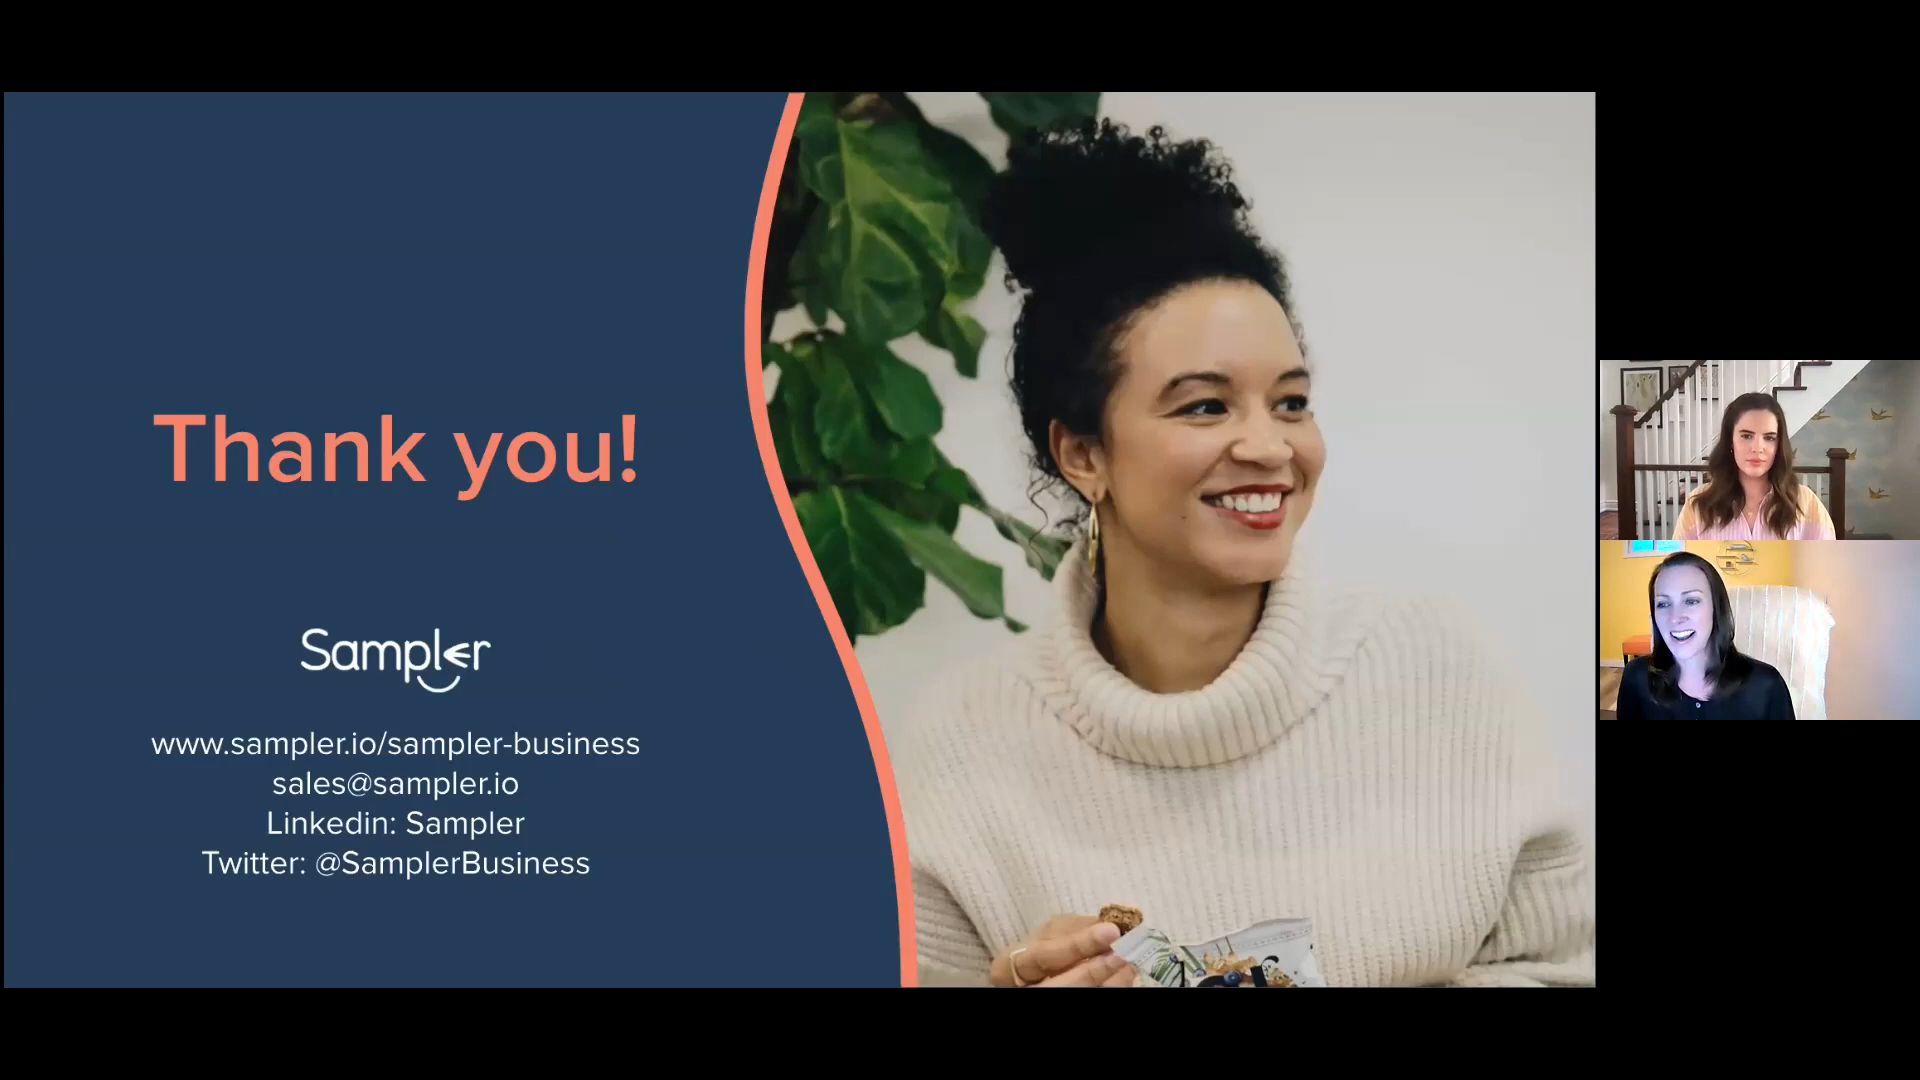 Thank you!
Sampler
www.sampler.io/sampler-business
sales@sampler.io
Linkedin: Sampler
Twitter: @SamplerBusiness